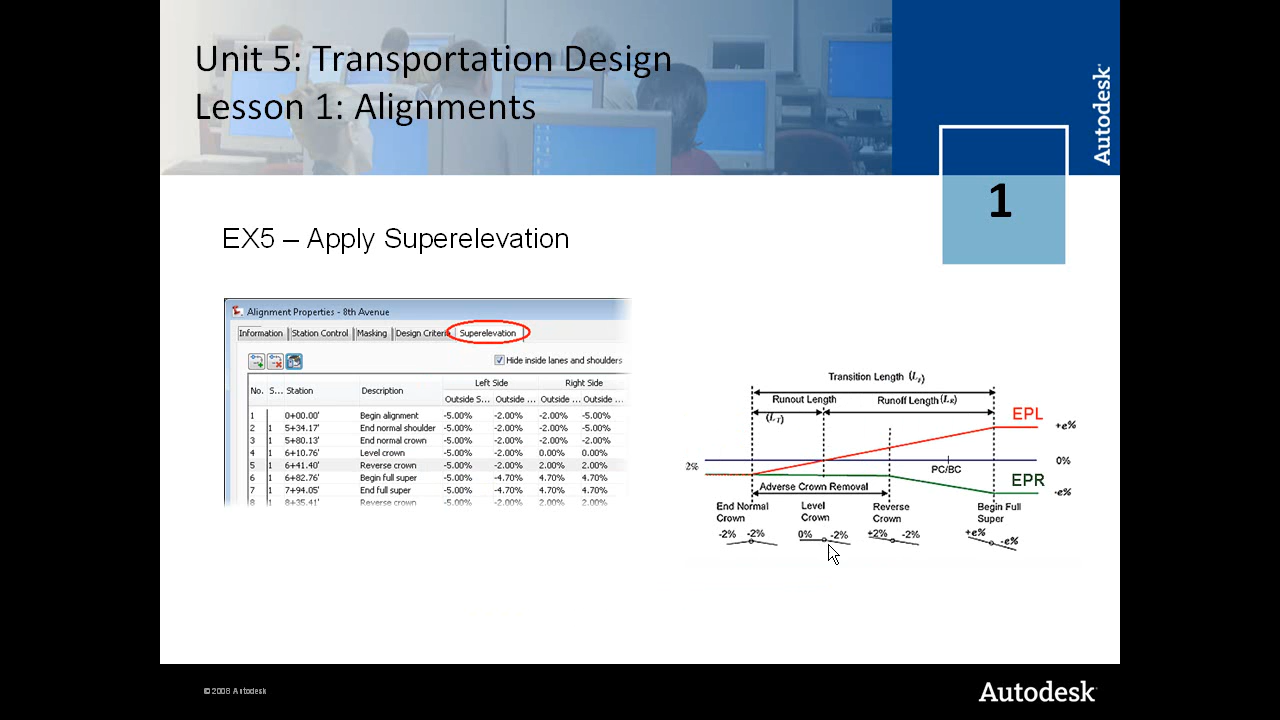 Unit 5: Transportation Design
Lesson 1: Alignments
Autodesk
1
EX5 – Apply Superelevation
Alignment Properties - 8th Avenue
Information Station Control Masking Design Criteria Superelevation
Hide inside lanes and shoulders
Left Side Right Side
No. S... Station Description
Outside S... Outside ... Outside ... Outside ...
1 0+00.00' Begin alignment -5.00% -2.00% -2.00% -5.00%
2 1 5+34.17' End normal shoulder -5.00% -2.00% -2.00% -2.00%
3 1 5+80.13' End normal crown -5.00% -2.00% -2.00% -2.00%
4 1 6+10.76' Level crown -5.00% -2.00% 0.00% 0.00%
5 1 6+41.40' Reverse crown -5.00% -2.00% 2.00% 2.00%
6 1 6+82.76' Begin full super -5.00% -4.70% 4.70% 4.70%
7 1 7+94.05' End full super -5.00% -4.70% 4.70% 4.70%
8 1 8+35.41' Reverse crown -5.00% -2.00% 2.00% 2.00%
Transition Length (LT)
Runout Length Runoff Length (LR)
(LT)
EPL
+e%
0%
2%
PC/BC
EPR
-e%
Adverse Crown Removal
End Normal Level Reverse Begin Full
Crown Crown Crown Super
-2% -2% 0% -2% +2% -2% +e% -e%
© 2008 Autodesk
Autodesk